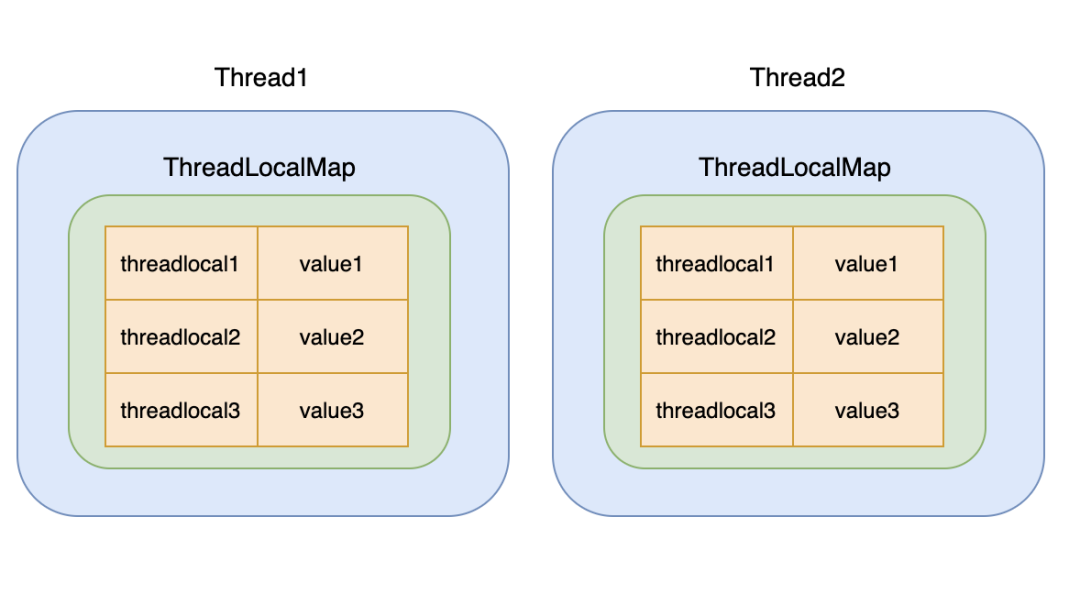 Thread1
ThreadLocalMap
threadlocal1 value1
threadlocal2 value2
threadlocal3 value3
Thread2
ThreadLocalMap
threadlocal1 value1
threadlocal2 value2
threadlocal3 value3